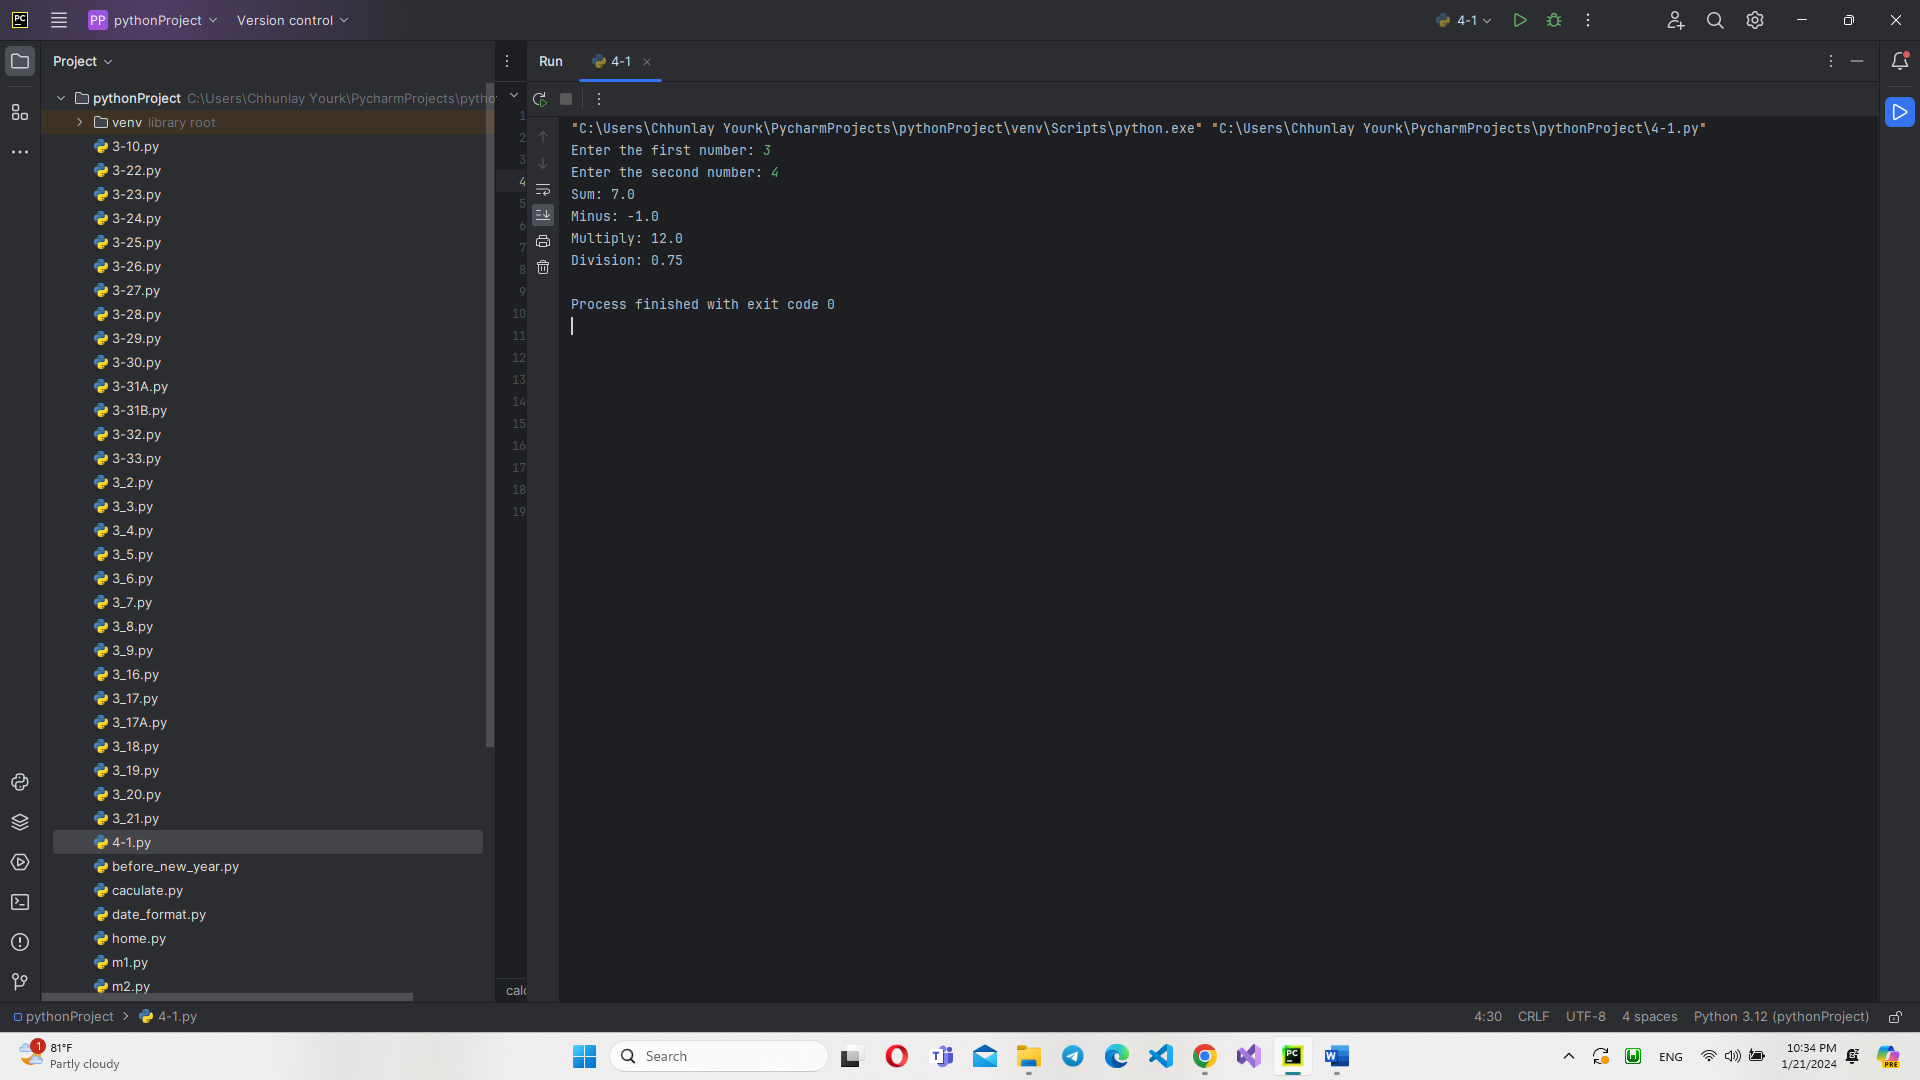 PC
PP pythonProject
Version control
4-1
Project
Run
4-1
pythonProject C:\Users\Chhunlay Yourk\PycharmProjects\pytho
venv library root
3-10.py
3-22.py
3-23.py
3-24.py
3-25.py
3-26.py
3-27.py
3-28.py
3-29.py
3-30.py
3-31A.py
3-31B.py
3-32.py
3-33.py
3_2.py
3_3.py
3_4.py
3_5.py
3_6.py
3_7.py
3_8.py
3_9.py
3_16.py
3_17.py
3_17A.py
3_18.py
3_19.py
3_20.py
3_21.py
4-1.py
before_new_year.py
caculate.py
date_format.py
home.py
m1.py
m2.py
1
2
3
4
5
6
7
8
9
10
11
12
13
14
15
16
17
18
19
calc
"C:\Users\Chhunlay Yourk\PycharmProjects\pythonProject\venv\Scripts\python.exe" "C:\Users\Chhunlay Yourk\PycharmProjects\pythonProject\4-1.py"
Enter the first number: 3
Enter the second number: 4
Sum: 7.0
Minus: -1.0
Multiply: 12.0
Division: 0.75
Process finished with exit code 0
pythonProject > 4-1.py
4:30 CRLF UTF-8 4 spaces Python 3.12 (pythonProject)
1
81°F
Partly cloudy
Search
PC
ENG
10:34 PM
1/21/2024
PRE